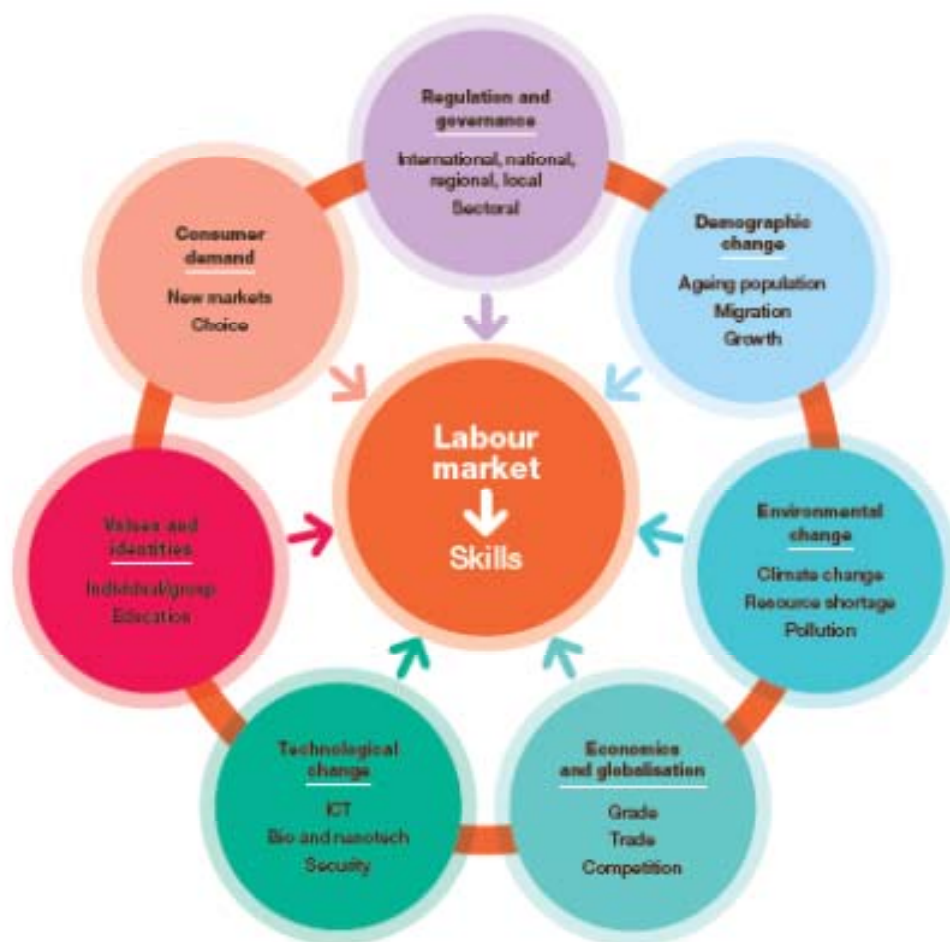 Regulation and
governance
International, national,
regional, local
Sectoral
Demographic
change
Ageing population
Migration
Growth
Environmental
change
Climate change
Resource shortage
Pollution
Economics
and globalisation
Grade
Trade
Competition
Technological
change
ICT
Bio and nanotech
Security
Values and
identities
Individual/group
Education
Consumer
demand
New markets
Choice
Labour
market
Skills